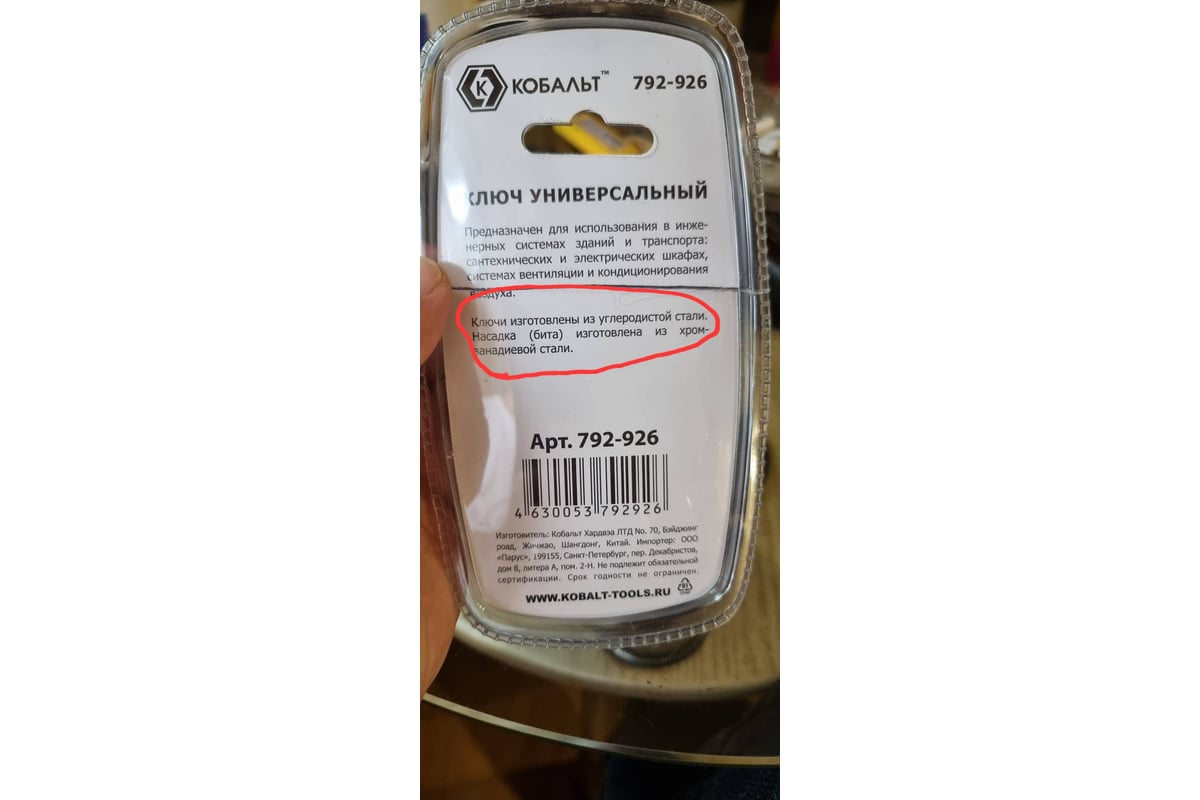 КОБАЛЬТ™ 792-926
КЛЮЧ УНИВЕРСАЛЬНЫЙ
Предназначен для использования в инже-
нерных системах зданий и транспорта:
сантехнических и электрических шкафах,
системах вентиляции и кондиционирования
воздуха.
Ключи изготовлены из углеродистой стали.
Насадка (бита) изготовлена из хром-
ванадиевой стали.
Арт. 792-926
4 630053 792926
Изготовитель: Кобальт Хардвэа ЛТД No. 70, Бэйджинг
роад, Жичжао, Шангдонг, Китай. Импортер: ООО
«Парус», 199155, Санкт-Петербург, пер. Декабристов,
дом 8, литера А, пом. 2-Н. Не подлежит обязательной
сертификации. Срок годности не ограничен.
WWW.KOBALT-TOOLS.RU